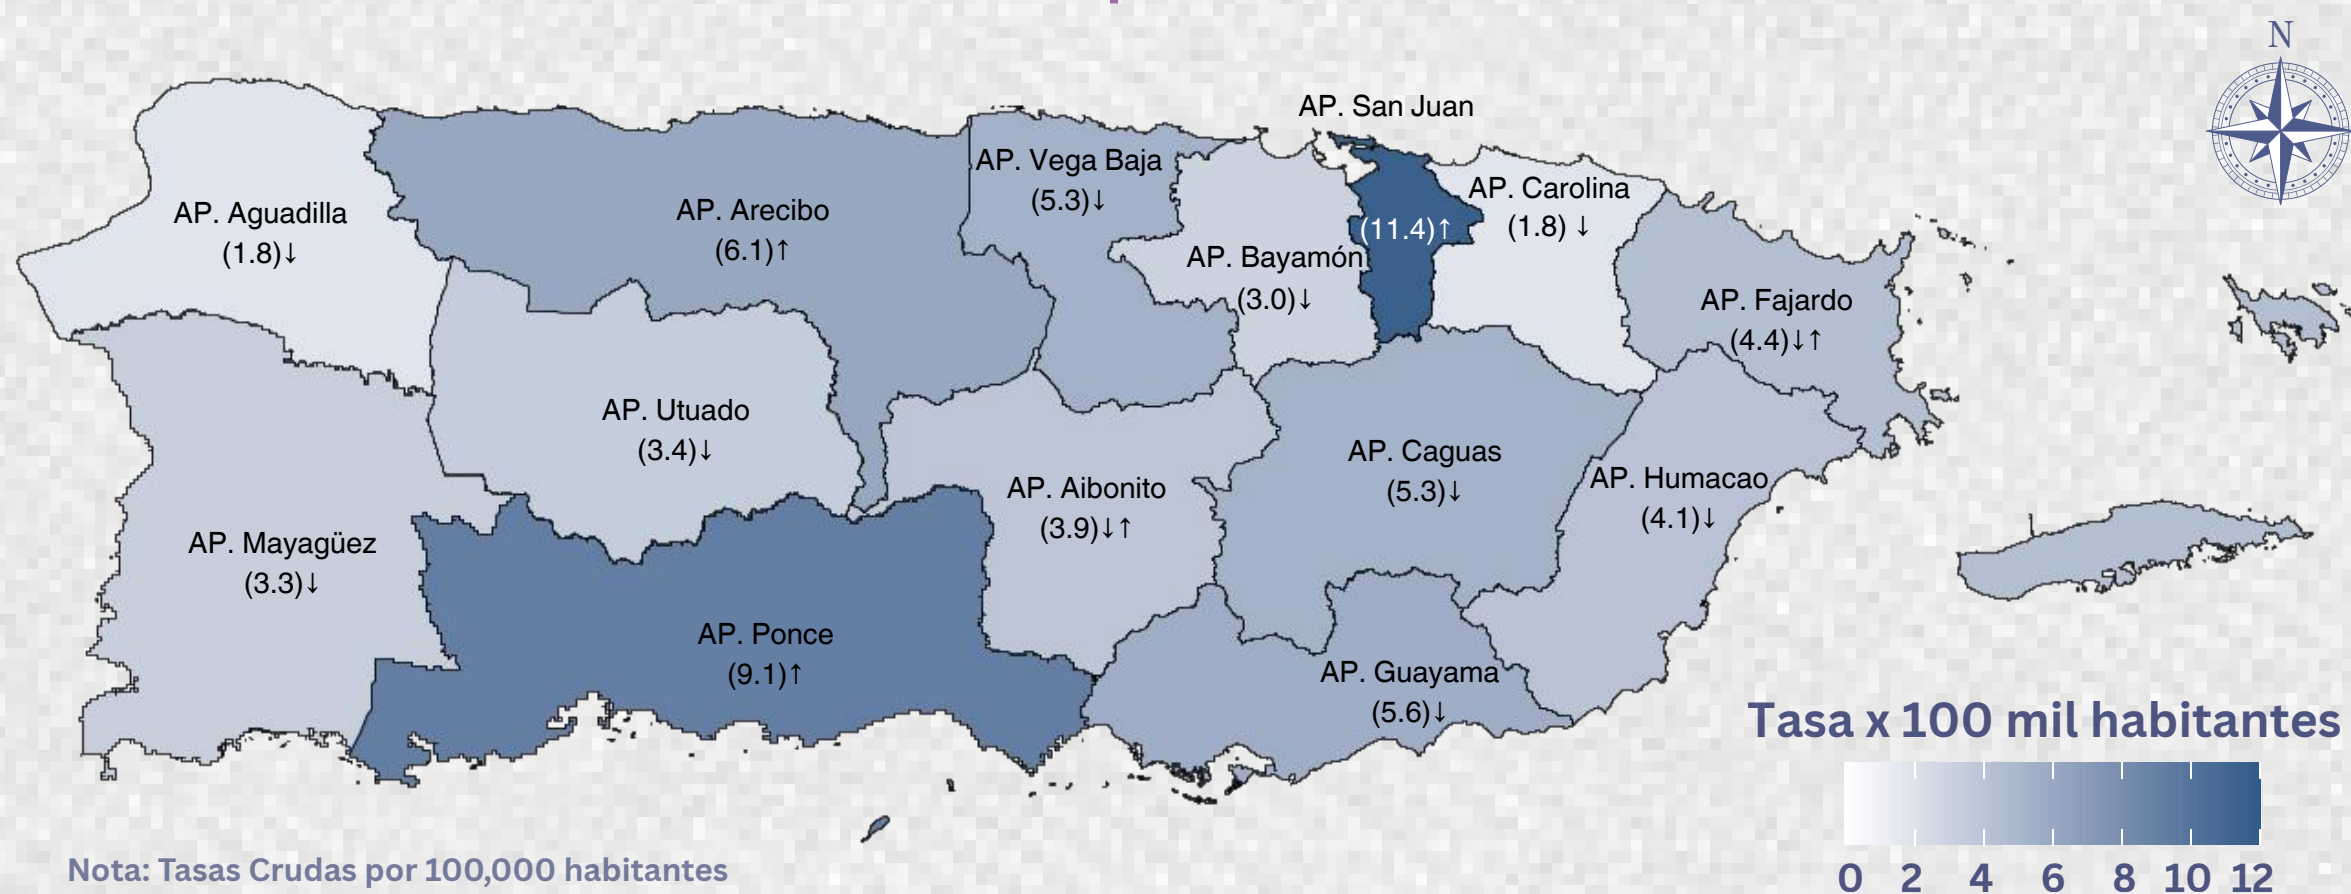 N
AP. San Juan
(11.4)↑
AP. Aguadilla
(1.8)↓
AP. Arecibo
(6.1)↑
AP. Vega Baja
(5.3)↓
AP. Bayamón
(3.0)↓
AP. Carolina
(1.8) ↓
AP. Fajardo
(4.4)↓↑
AP. Utuado
(3.4)↓
AP. Aibonito
(3.9)↓↑
AP. Caguas
(5.3)↓
AP. Humacao
(4.1)↓
AP. Mayagüez
(3.3)↓
AP. Ponce
(9.1)↑
AP. Guayama
(5.6)↓
Tasa x 100 mil habitantes
0 2 4 6 8 10 12
Nota: Tasas Crudas por 100,000 habitantes